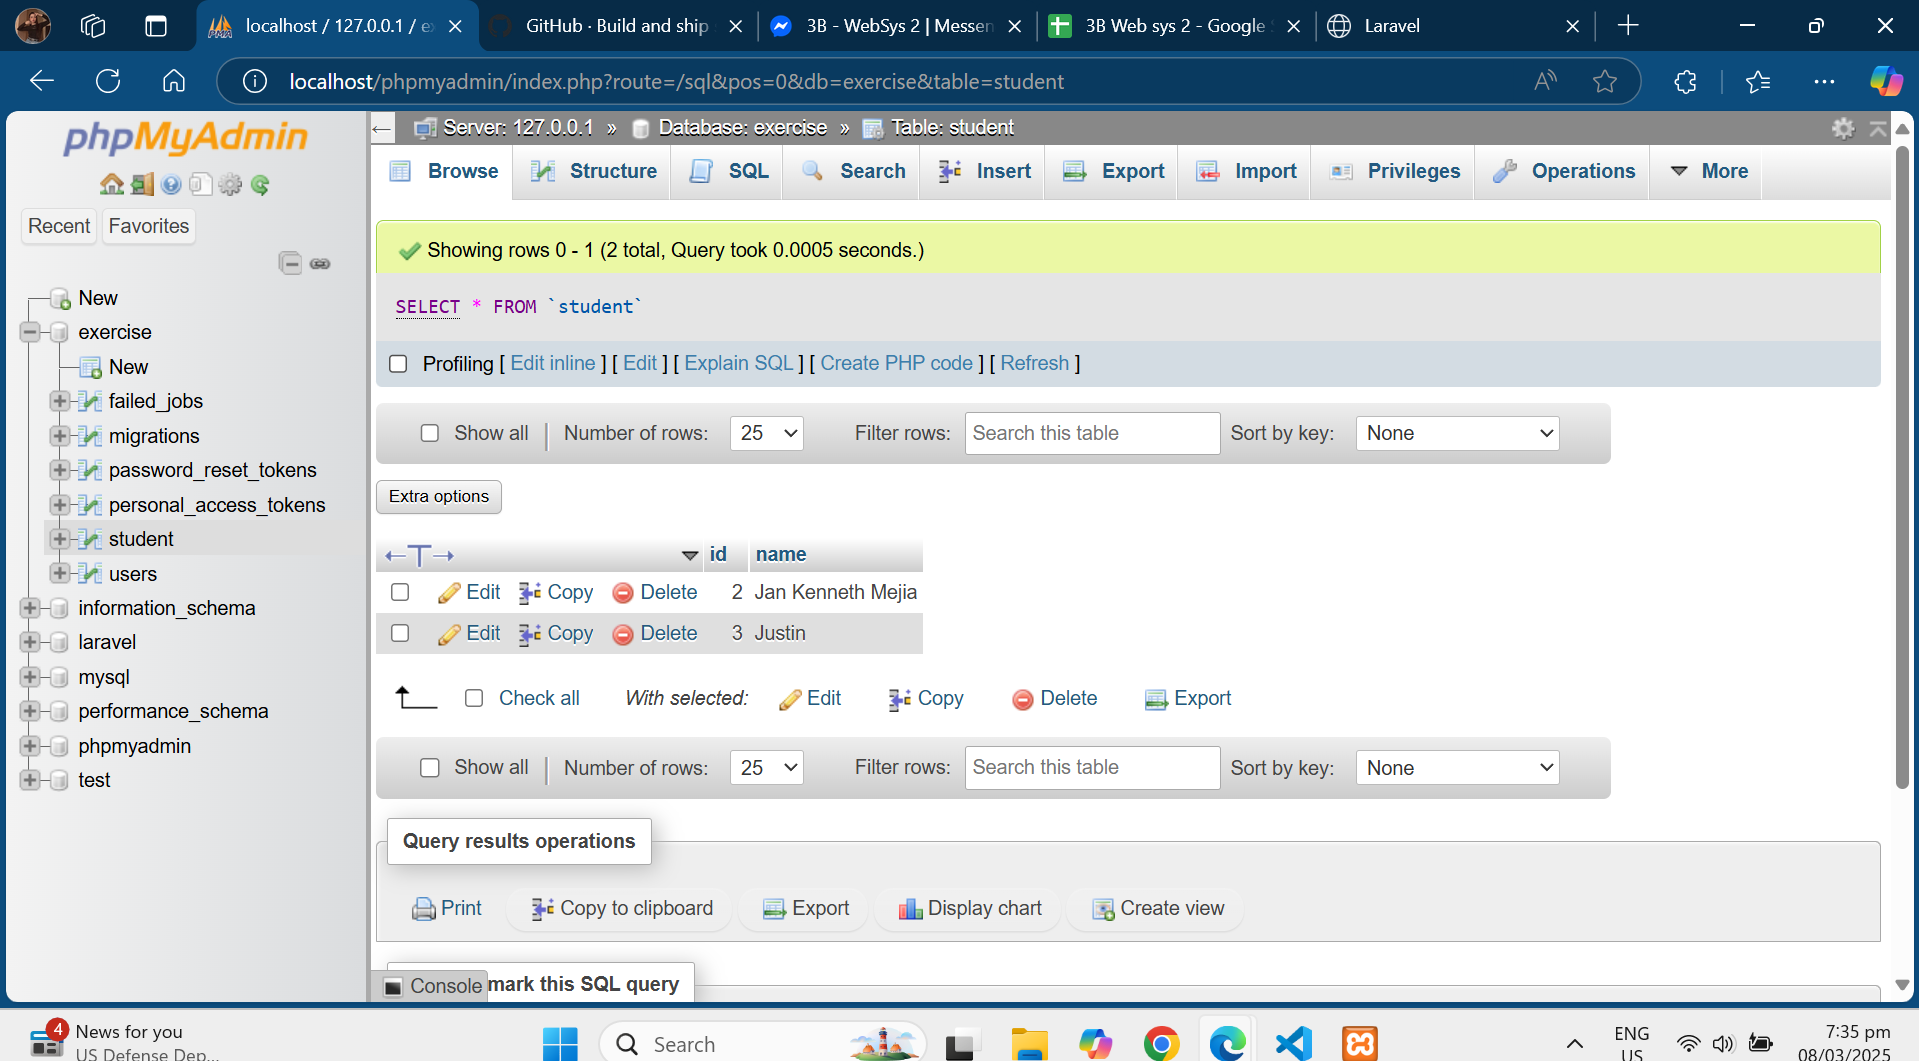 localhost / 127.0.0.1 / ex
GitHub · Build and ship
3B - WebSys 2 | Messen
3B Web sys 2 - Google S
Laravel
localhost/phpmyadmin/index.php?route=/sql&pos=0&db=exercise&table=student
phpMyAdmin
Recent
Favorites
New
exercise
New
failed_jobs
migrations
password_reset_tokens
personal_access_tokens
student
users
information_schema
laravel
mysql
performance_schema
phpmyadmin
test
Server: 127.0.0.1 » Database: exercise » Table: student
Browse Structure SQL Search Insert Export Import Privileges Operations More
Showing rows 0 - 1 (2 total, Query took 0.0005 seconds.)
SELECT * FROM `student`
Profiling [ Edit inline ] [ Edit ] [ Explain SQL ] [ Create PHP code ] [ Refresh ]
Show all | Number of rows: 25 Filter rows: Search this table Sort by key: None
Extra options
←T→ id name
Edit Copy Delete 2 Jan Kenneth Mejia
Edit Copy Delete 3 Justin
Check all With selected: Edit Copy Delete Export
Show all | Number of rows: 25 Filter rows: Search this table Sort by key: None
Query results operations
Print Copy to clipboard Export Display chart Create view
Console mark this SQL query
4
News for you
US Defense Dep...
Search
ENG
US
7:35 pm
08/03/2025